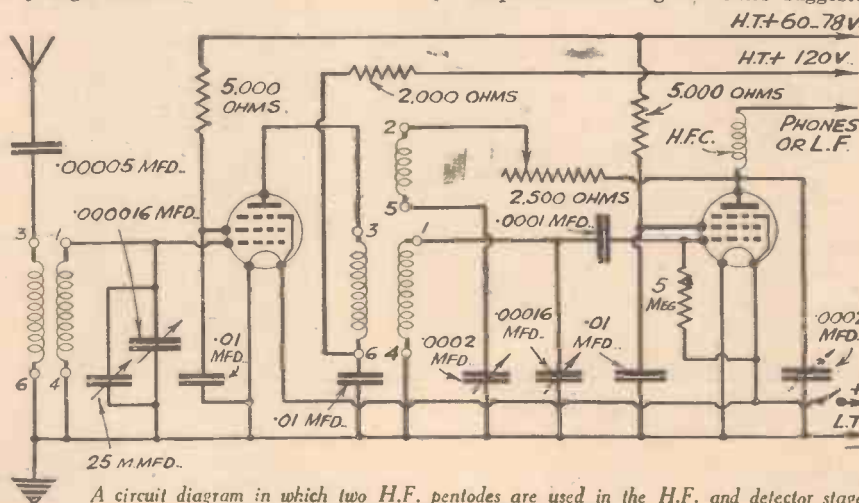 H.T.+60-78V
H.T.+ 120V.
5,000
OHMS
2,000 OHMS
5,000 OHMS
H.F.C.
PHONES
OR L.F.
.00005 MFD.
.000016 MFD.
2
2,500 OHMS
.0001 MFD.
5
3
1
3
1
5
MEG
.0002
MFD.
.00016
MFD.
.01
MFD.
.01
MFD.
6
4
6
4
.01 MFD.
25 M.MFD.
+
L.T.
A circuit diagram in which two H.F. pentodes are used in the H.F. and detector stage